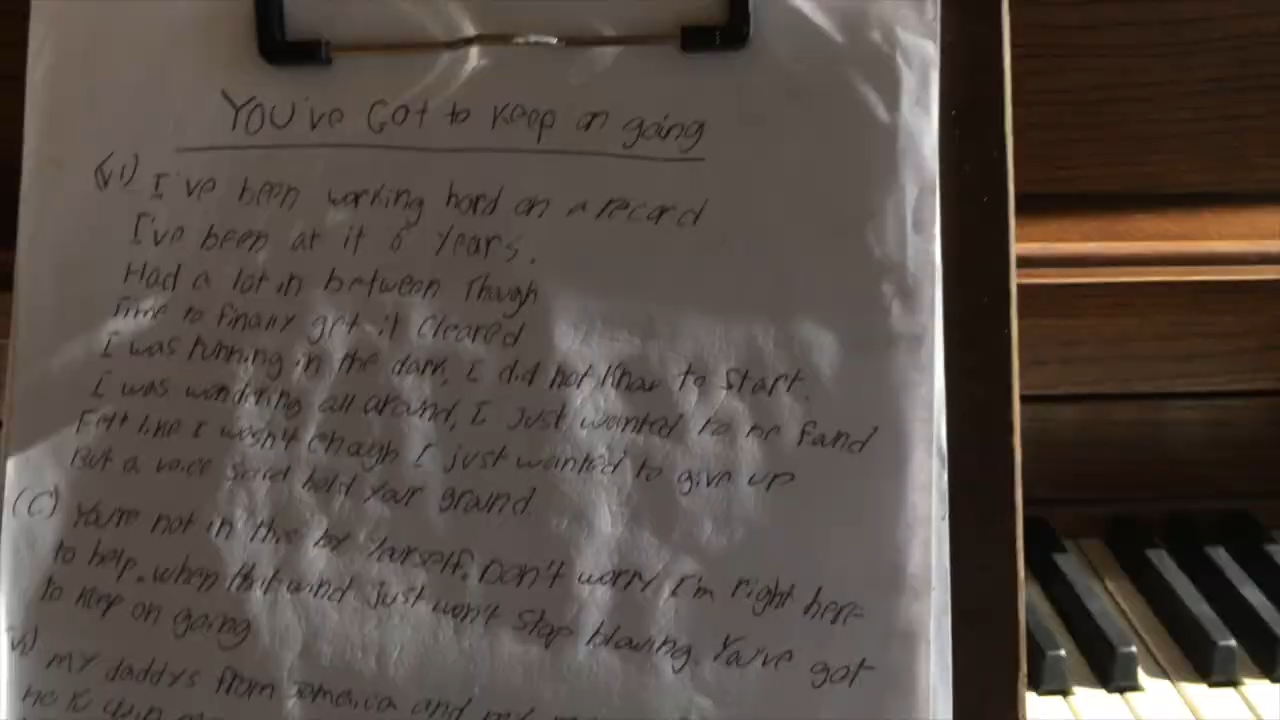 YOU've Got to Keep on going
(V1) I've been working hard on a record
I've been at it 6 Years.
Had a lot in between Though
Time to finally get it Cleared
I was running in the dark, I did not know to Start.
I was wondering all around, I just wanted to be fand
Felt like I wasn't enough I just wanted to give up
But a voice said hold your ground.
(C) You're not in this by Yourself. Don't worry I'm right here
to help. when that wind just won't Stop blowing. You've got
to keep on going
my daddys from Jamaica and my